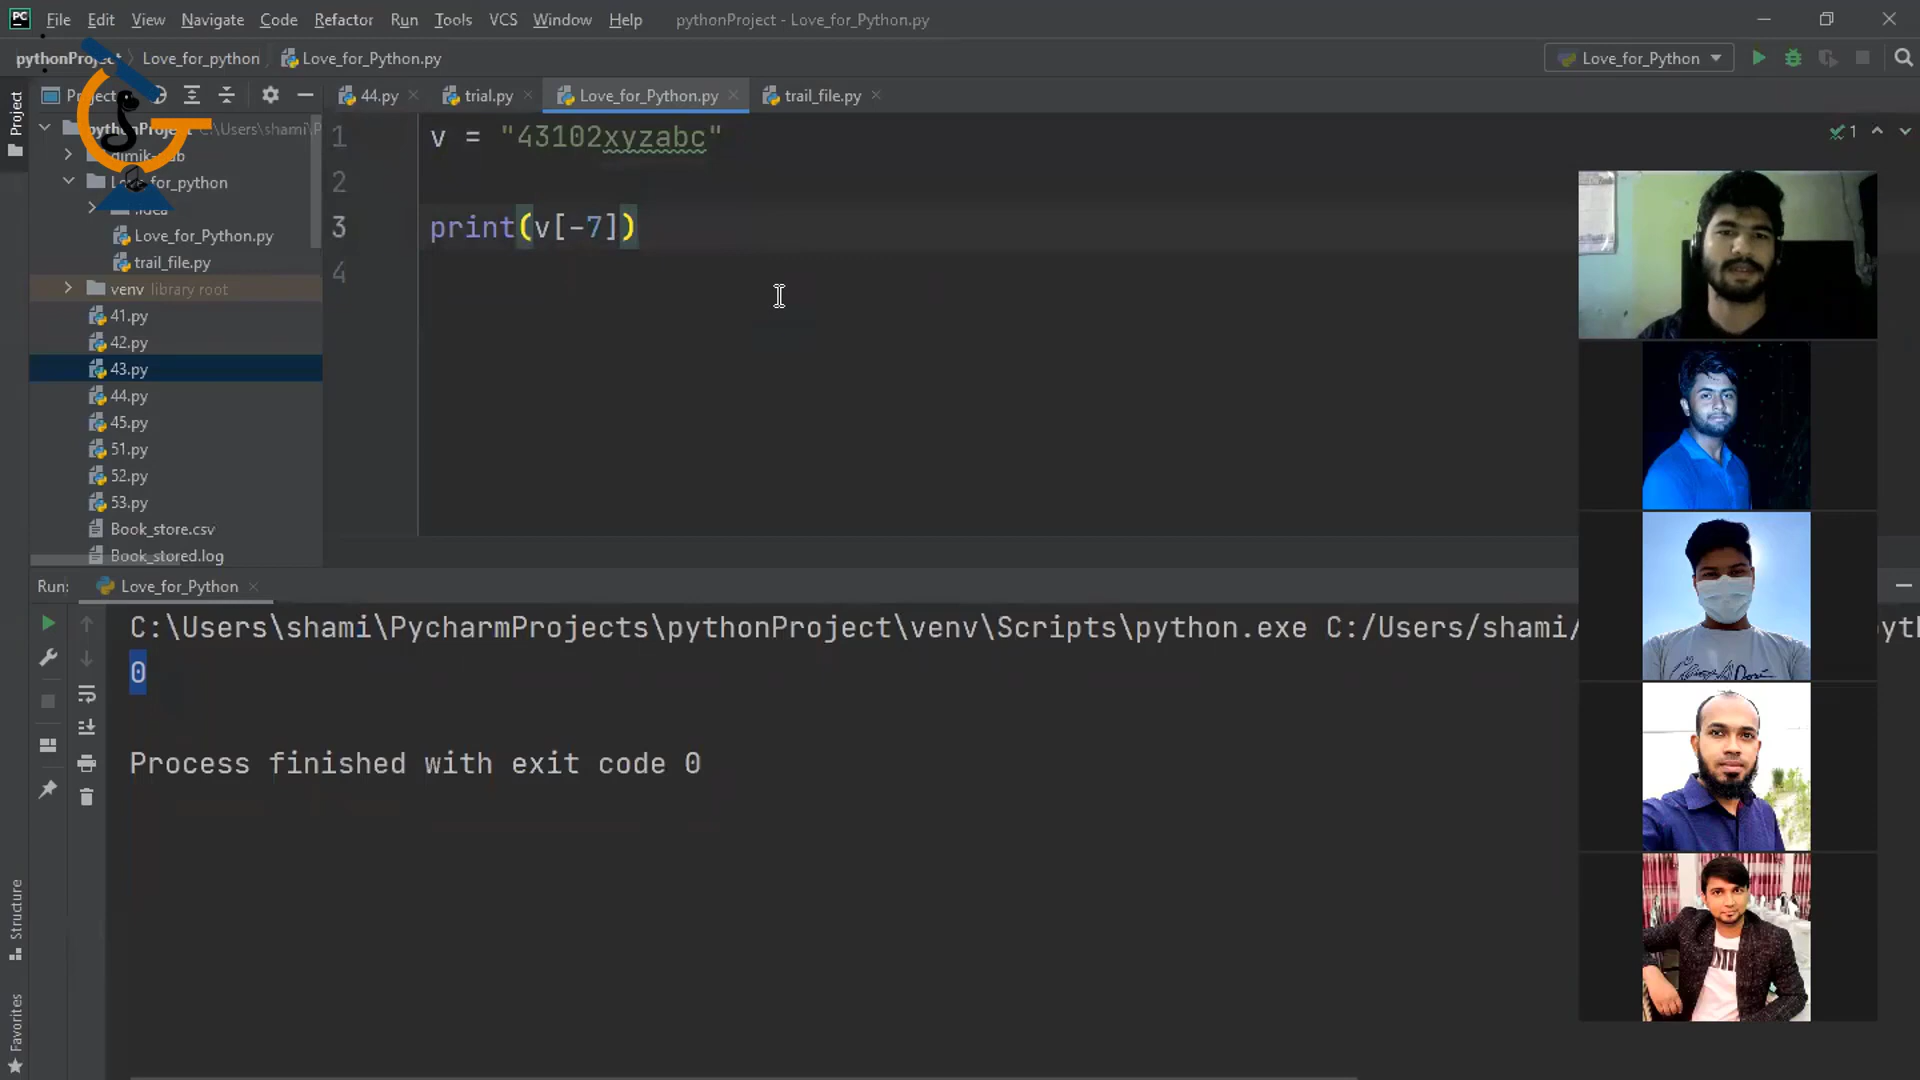 File Edit View Navigate Code Refactor Run Tools VCS Window Help pythonProject - Love_for_Python.py
Love_for_python Love_for_Python.py Love_for_Python
Project
44.py trial.py Love_for_Python.py trail_file.py
1 v = "43102xyzabc"
2
3 print(v[-7])
4
1
Love_for_python
Love_for_Python.py
trail_file.py
venv library root
41.py
42.py
43.py
44.py
45.py
51.py
52.py
53.py
Book_store.csv
Book_stored.log
Run: Love_for_Python
C:\Users\shami\PycharmProjects\pythonProject\venv\Scripts\python.exe C:/Users/shami/
0
Process finished with exit code 0
Structure
Favorites